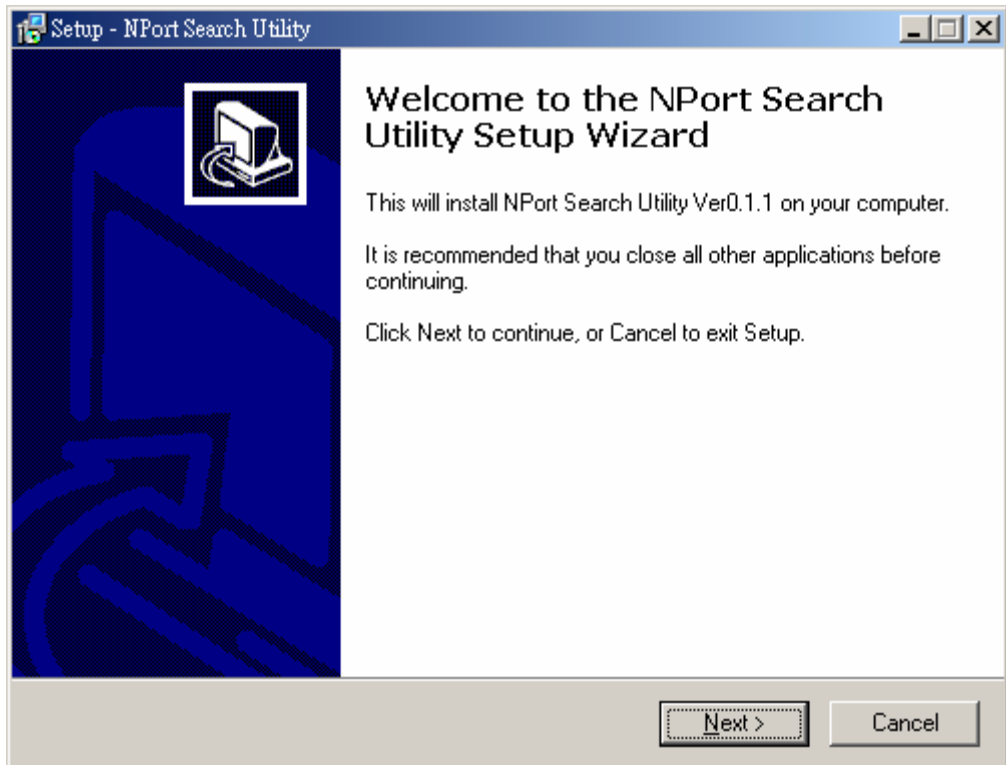 Setup - NPort Search Utility
Welcome to the NPort Search
Utility Setup Wizard
This will install NPort Search Utility Ver0.1.1 on your computer.
It is recommended that you close all other applications before
continuing.
Click Next to continue, or Cancel to exit Setup.
Next >
Cancel